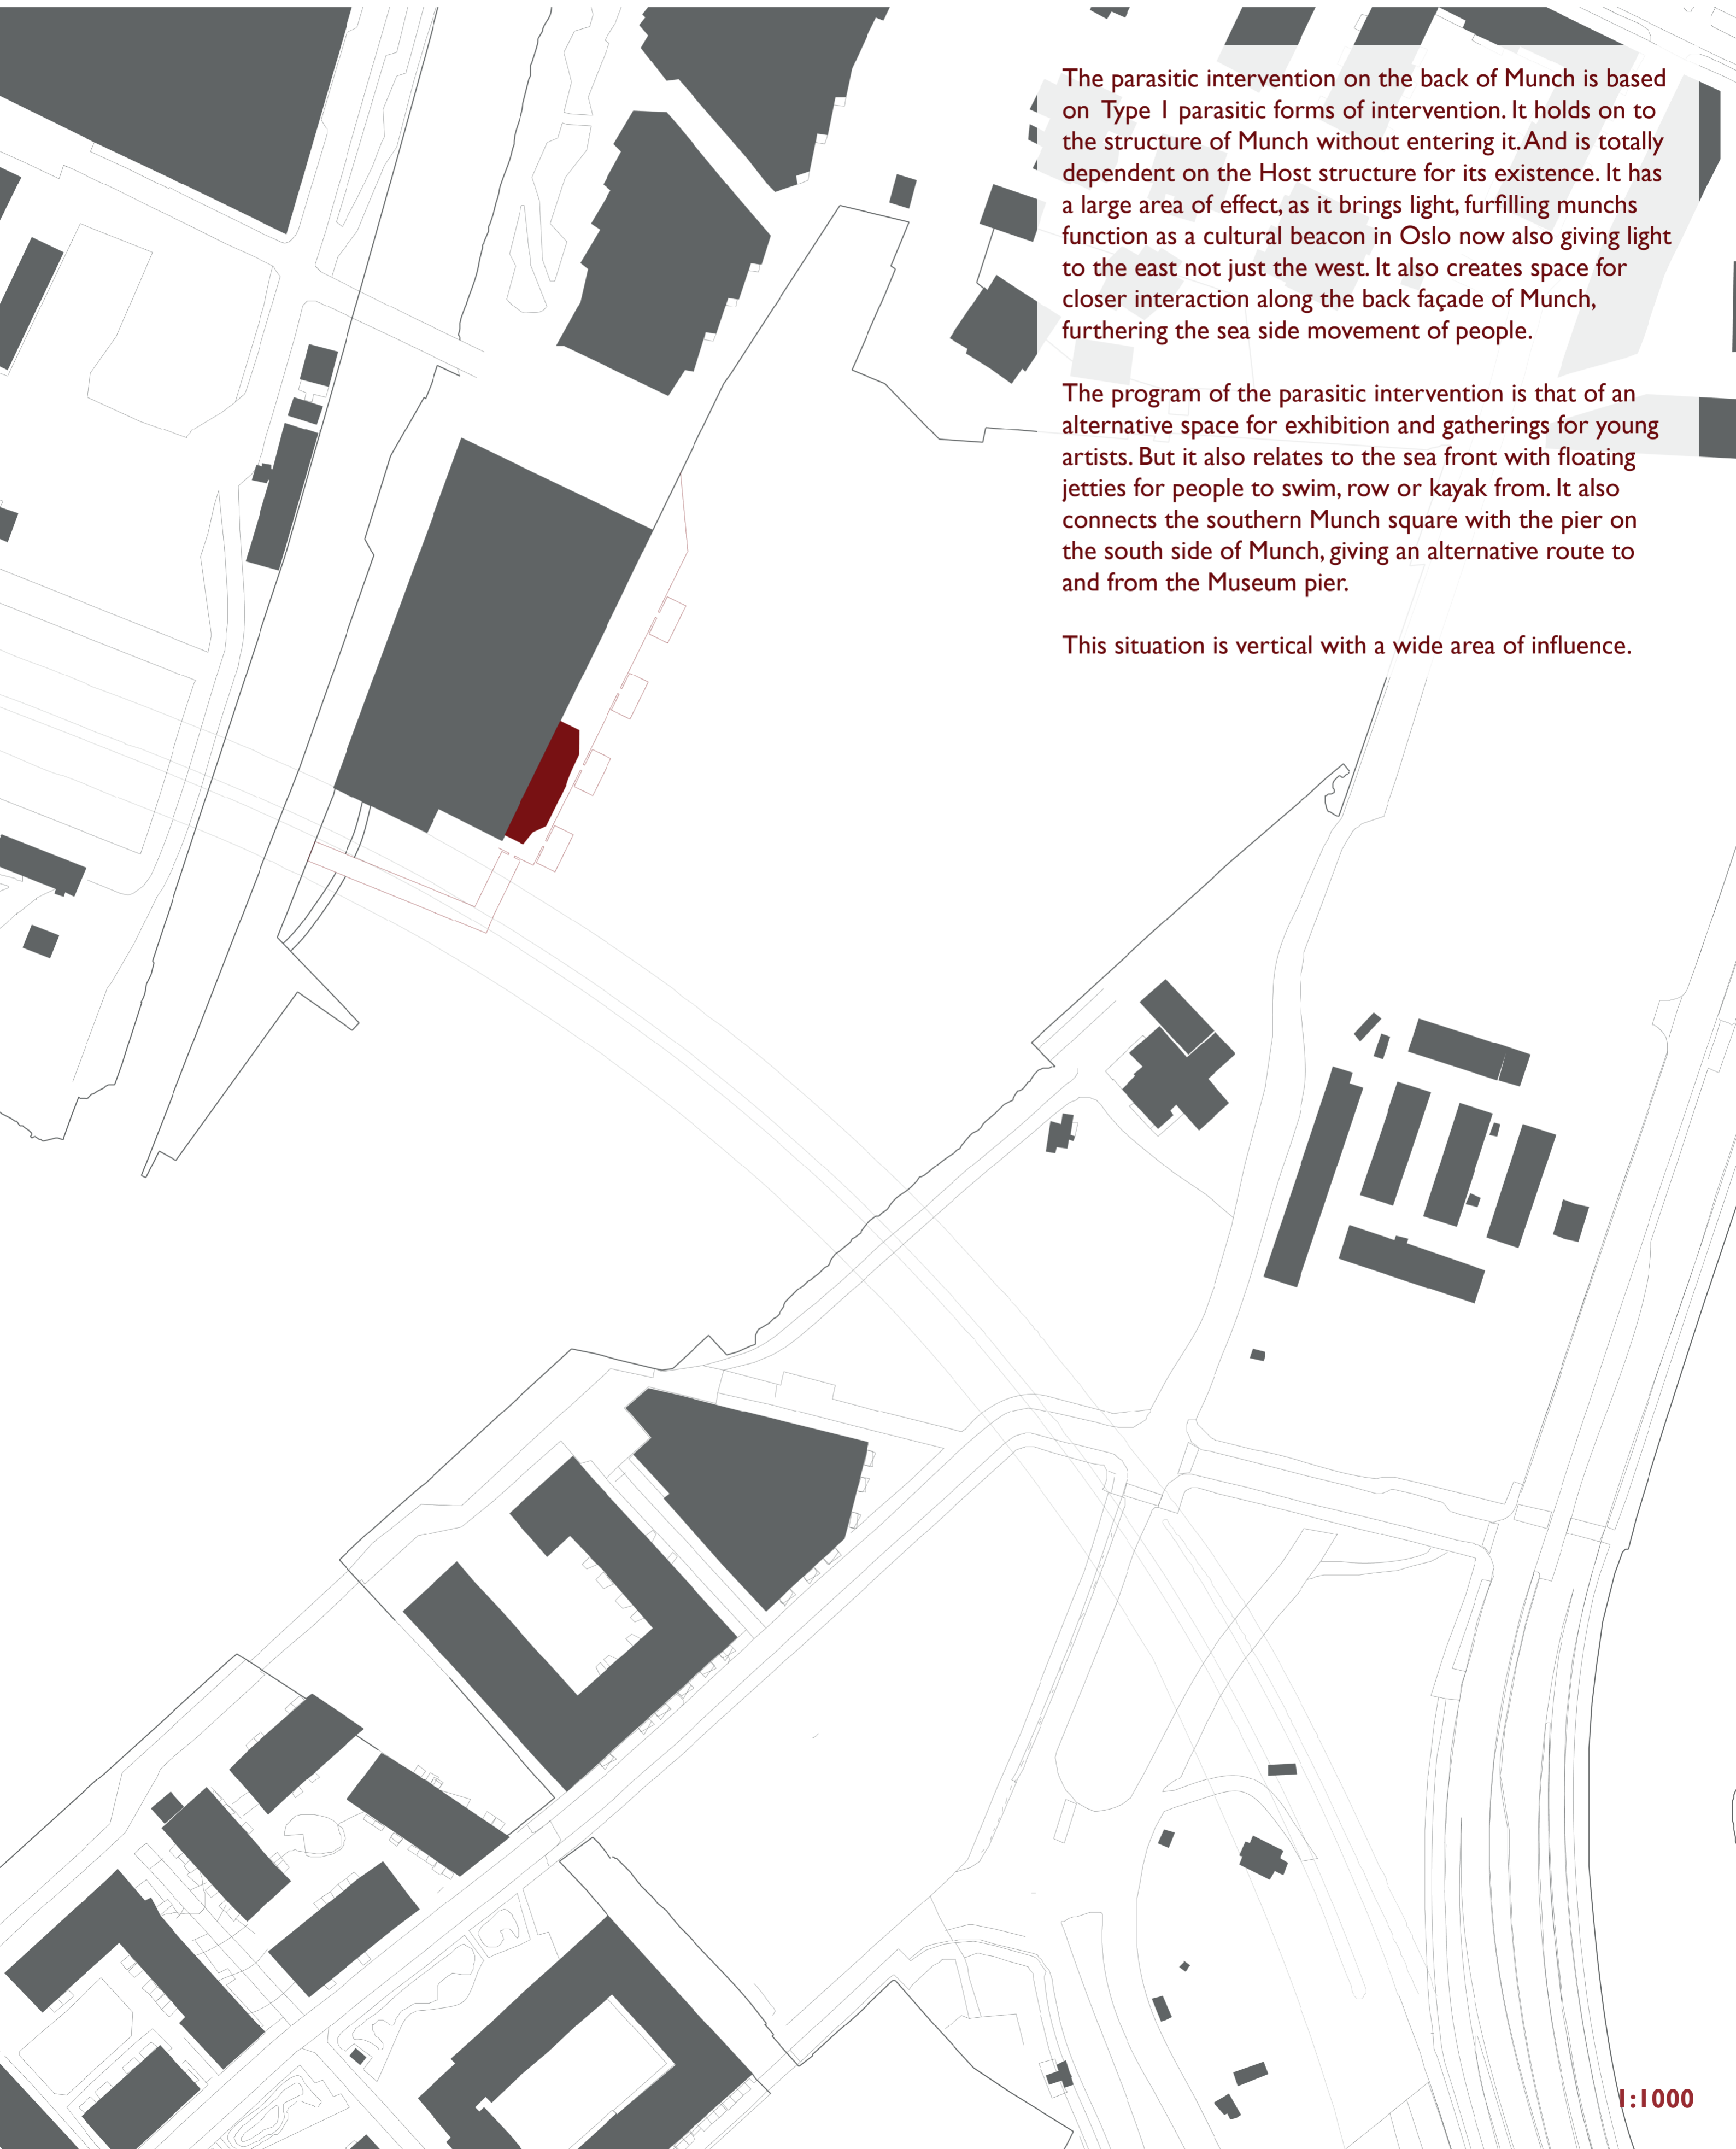 The parasitic intervention on the back of Munch is based
on Type 1 parasitic forms of intervention. It holds on to
the structure of Munch without entering it. And is totally
dependent on the Host structure for its existence. It has
a large area of effect, as it brings light, furfilling munchs
function as a cultural beacon in Oslo now also giving light
to the east not just the west. It also creates space for
closer interaction along the back façade of Munch,
furthering the sea side movement of people.
The program of the parasitic intervention is that of an
alternative space for exhibition and gatherings for young
artists. But it also relates to the sea front with floating
jetties for people to swim, row or kayak from. It also
connects the southern Munch square with the pier on
the south side of Munch, giving an alternative route to
and from the Museum pier.
This situation is vertical with a wide area of influence.
1:1000